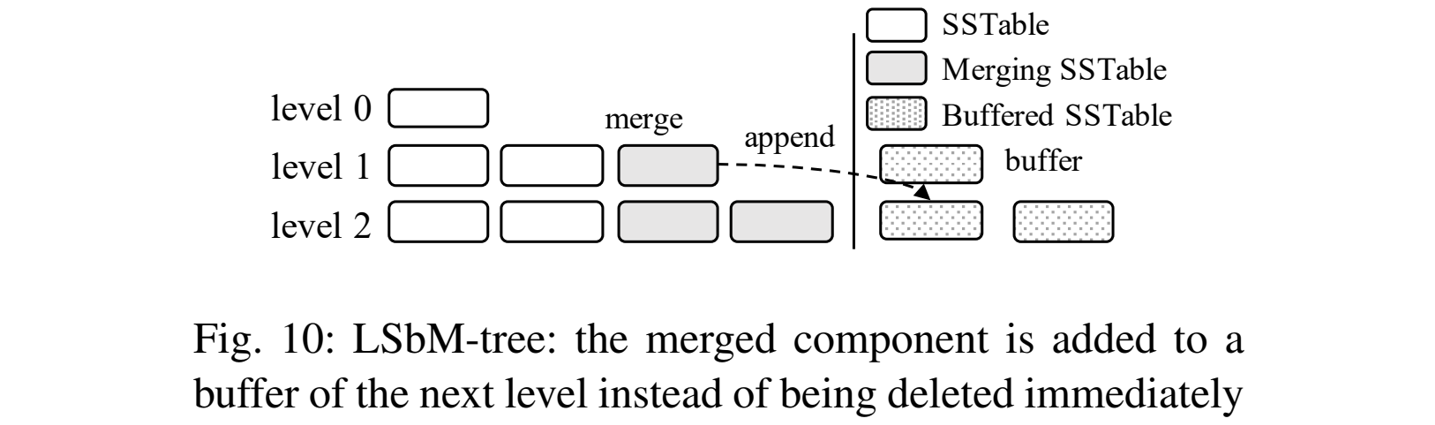 SSTable
Merging SSTable
Buffered SSTable
level 0
merge
append
level 1
buffer
level 2
Fig. 10: LSbM-tree: the merged component is added to a
buffer of the next level instead of being deleted immediately